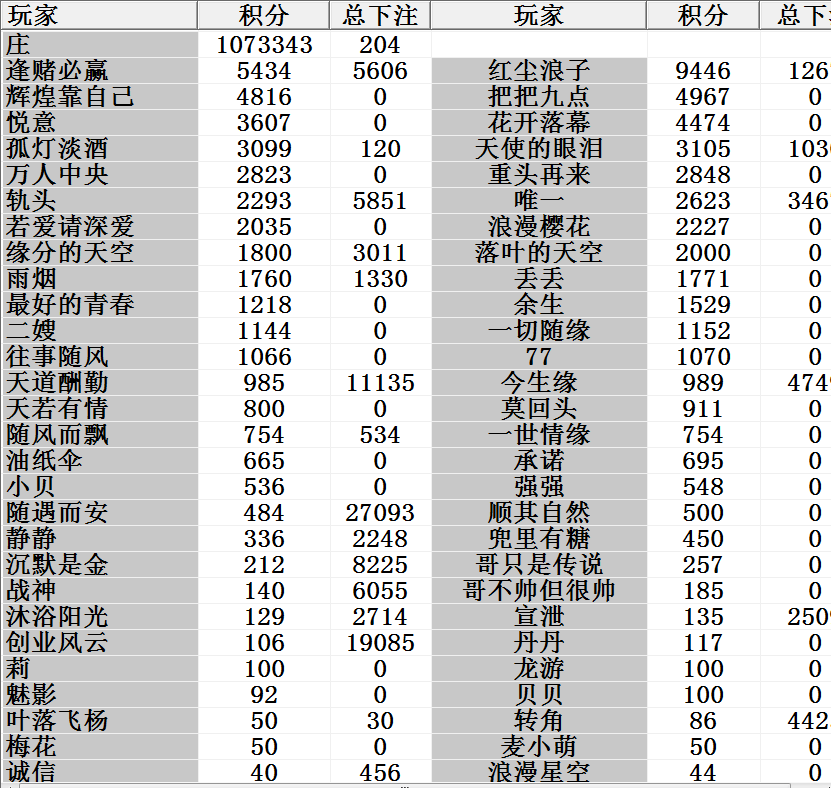 玩家 积分 总下注 玩家 积分 总下
庄 1073343 204
逢赌必赢 5434 5606 红尘浪子 9446 126
辉煌靠自己 4816 0 把把九点 4967 0
悦意 3607 0 花开落幕 4474 0
孤灯淡酒 3099 120 天使的眼泪 3105 103
万人中央 2823 0 重头再来 2848 0
轨头 2293 5851 唯一 2623 346
若爱请深爱 2035 0 浪漫樱花 2227 0
缘分的天空 1800 3011 落叶的天空 2000 0
雨烟 1760 1330 丢丢 1771 0
最好的青春 1218 0 余生 1529 0
二嫂 1144 0 一切随缘 1152 0
往事随风 1066 0 77 1070 0
天道酬勤 985 11135 今生缘 989 474
天若有情 800 0 莫回头 911 0
随风而飘 754 534 一世情缘 754 0
油纸伞 665 0 承诺 695 0
小贝 536 0 强强 548 0
随遇而安 484 27093 顺其自然 500 0
静静 336 2248 兜里有糖 450 0
沉默是金 212 8225 哥只是传说 257 0
战神 140 6055 哥不帅但很帅 185 0
沐浴阳光 129 2714 宣泄 135 250
创业风云 106 19085 丹丹 117 0
莉 100 0 龙游 100 0
魅影 92 0 贝贝 100 0
叶落飞杨 50 30 转角 86 442
梅花 50 0 麦小萌 50 0
诚信 40 456 浪漫星空 44 0